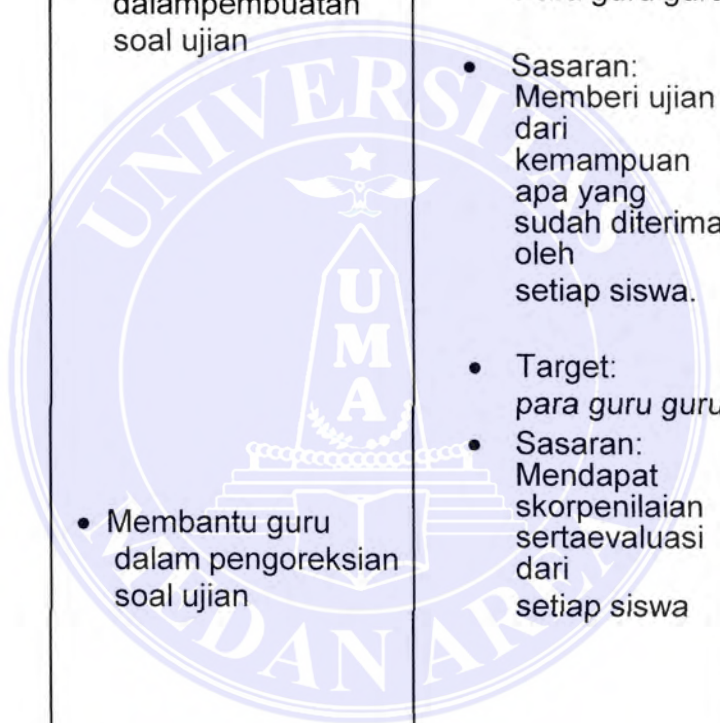 dalampembuatan
soal ujian
• Membantu guru
dalam pengoreksian
soal ujian
• Sasaran:
Memberi ujian
dari
kemampuan
apa yang
sudah diterima
oleh
setiap siswa.
• Target:
para guru guru
• Sasaran:
Mendapat
skorpenilaian
sertaevaluasi
dari
setiap siswa
UNIVERSITAS
UMA
MEDAN AREA